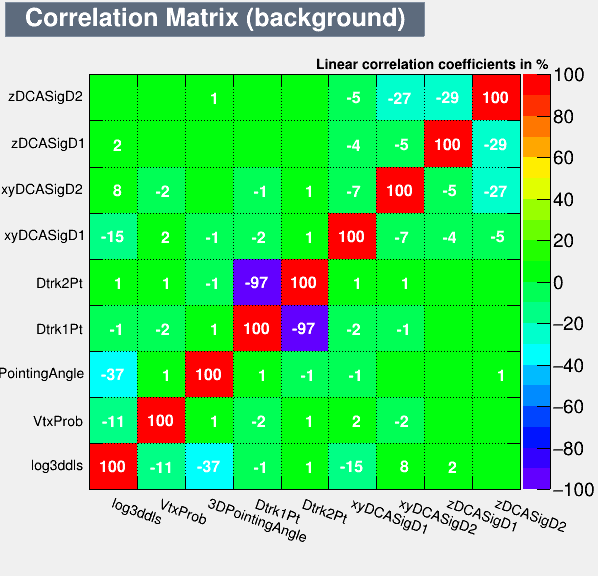 Correlation Matrix (background)
Linear correlation coefficients in %
zDCASigD2 1 -5 -27 -29 100
zDCASigD1 2 -4 -5 100 -29
xyDCASigD2 8 -2 -1 1 -7 100 -5 -27
xyDCASigD1 -15 2 -1 -2 1 100 -7 -4 -5
Dtrk2Pt 1 1 -1 -97 100 1 1
Dtrk1Pt -1 -2 1 100 -97 -2 -1
PointingAngle -37 1 100 1 -1 -1 1
VtxProb -11 100 1 -2 1 2 -2
log3ddls 100 -11 -37 -1 1 -15 8 2
log3ddls VtxProb 3DPointingAngle Dtrk1Pt Dtrk2Pt xyDCASigD1 xyDCASigD2 zDCASigD1 zDCASigD2
100
80
60
40
20
0
−20
−40
−60
−80
−100